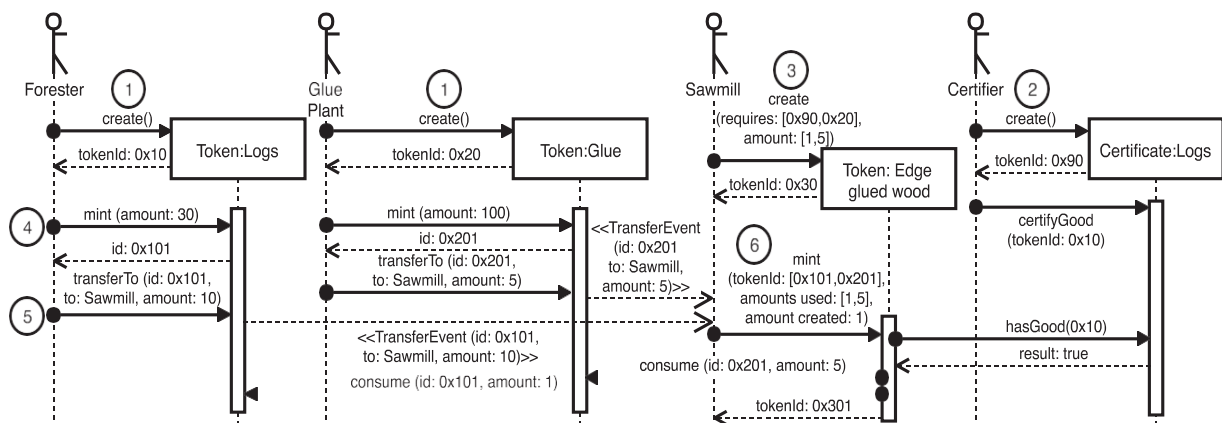 Forester
1
create()
tokenId: 0x10
Token:Logs
4
mint (amount: 30)
id: 0x101
transferTo (id: 0x101,
to: Sawmill, amount: 10)
5
Glue
Plant
1
create()
tokenId: 0x20
Token:Glue
mint (amount: 100)
id: 0x201
transferTo (id: 0x201,
to: Sawmill, amount: 5)
<<TransferEvent
(id: 0x201
to: Sawmill,
amount: 5)>>
<<TransferEvent (id: 0x101,
to: Sawmill, amount: 10)>>
consume (id: 0x101, amount: 1)
Sawmill
3
create
(requires: [0x90,0x20],
amount: [1,5])
tokenId: 0x30
Token: Edge
glued wood
6
mint
(tokenId: [0x101,0x201],
amounts used: [1,5],
amount created: 1)
consume (id: 0x201, amount: 5)
tokenId: 0x301
Certifier
2
create()
tokenId: 0x90
Certificate:Logs
certifyGood
(tokenId: 0x10)
hasGood(0x10)
result: true